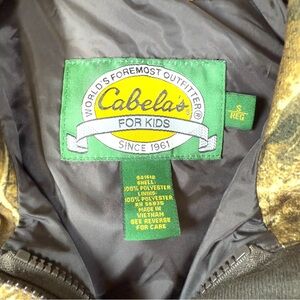 WORLD'S FOREMOST OUTFITTER®
Cabela's
FOR KIDS
SINCE 1961
S
REG
SHELL
100% POLYESTER
LINING:
100% POLYESTER
MADE IN
VIETNAM
SEE REVERSE
FOR CARE